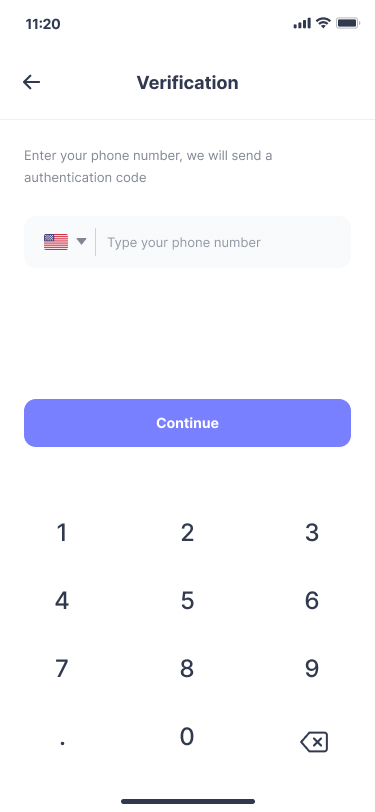 11:20
Verification
Enter your phone number, we will send a
authentication code
Type your phone number
Continue
1 2 3
4 5 6
7 8 9
. 0